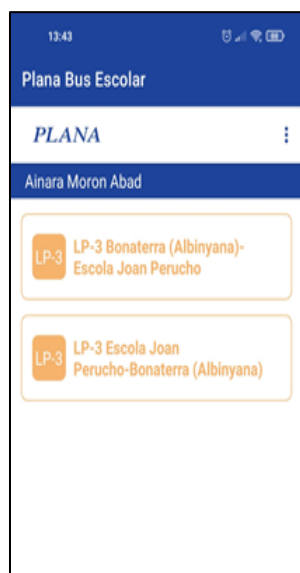 13:43
Plana Bus Escolar
PLANA
Ainara Moron Abad
LP-3
LP-3 Bonaterra (Albinyana)-
Escola Joan Perucho
LP-3
LP-3 Escola Joan
Perucho-Bonaterra (Albinyana)